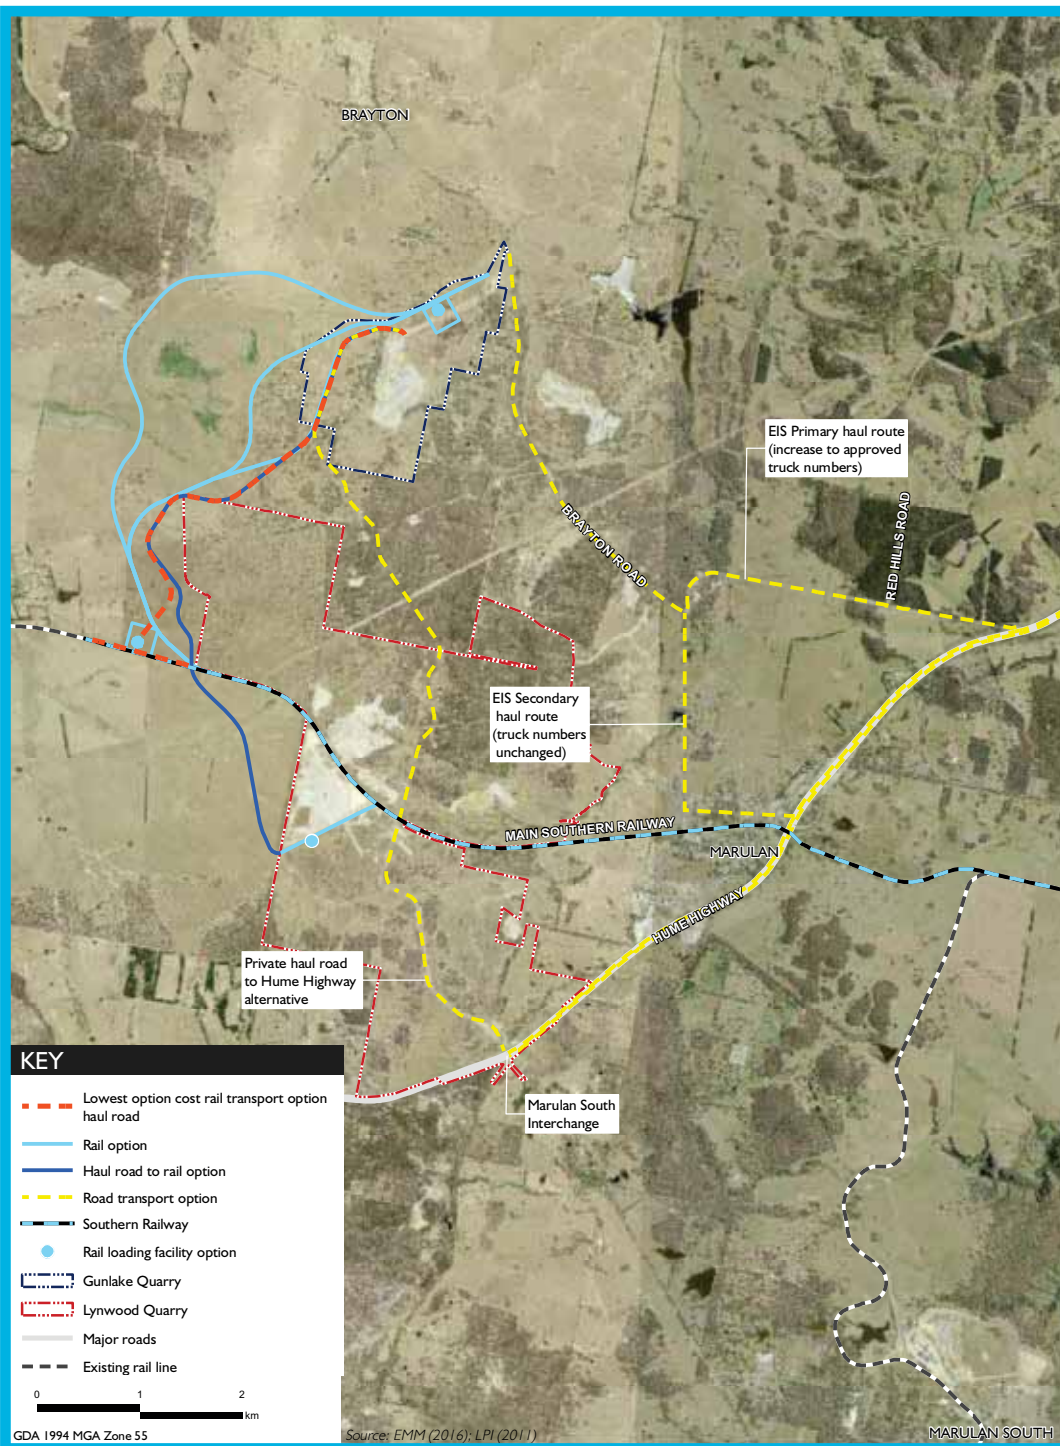 BRAYTON
EIS Primary haul route
(increase to approved
truck numbers)
RED HILLS ROAD
BRAYTON ROAD
EIS Secondary
haul route
(truck numbers
unchanged)
MAIN SOUTHERN RAILWAY
MARULAN
HUME HIGHWAY
Private haul road
to Hume Highway
alternative
Marulan South
Interchange
KEY
Lowest option cost rail transport option
haul road
Rail option
Haul road to rail option
Road transport option
Southern Railway
Rail loading facility option
Gunlake Quarry
Lynwood Quarry
Major roads
Existing rail line
0 1 2
km
GDA 1994 MGA Zone 55
Source: EMM (2016); LPI (2011)
MARULAN SOUTH